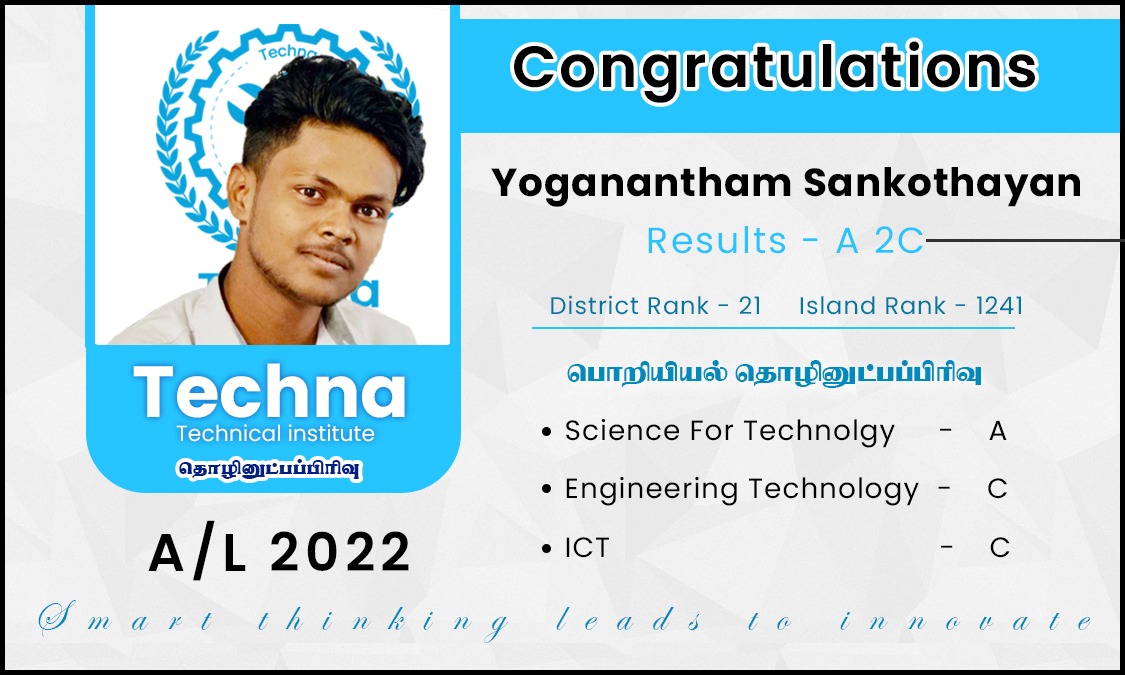 Techna
Techna
Technical institute
தொழினுட்பப்பிரிவு
A/L 2022
Congratulations
Yoganantham Sankothayan
Results - A 2C
District Rank - 21 Island Rank - 1241
பொறியியல் தொழினுட்பப்பிரிவு
• Science For Technolgy - A
• Engineering Technology - C
• ICT - C
Smart thinking leads to innovate